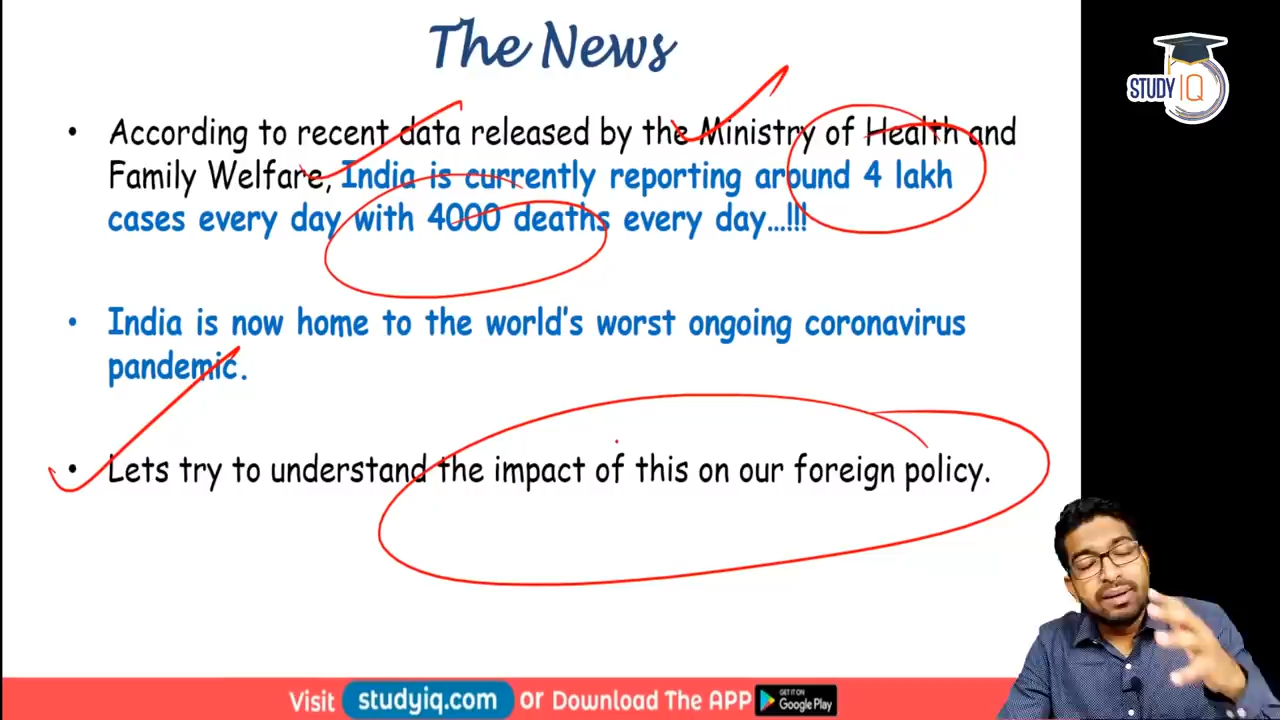 The News
STUDY IQ
• According to recent data released by the Ministry of Health and
Family Welfare, India is currently reporting around 4 lakh
cases every day with 4000 deaths every day...!!!
• India is now home to the world's worst ongoing coronavirus
pandemic.
• Lets try to understand the impact of this on our foreign policy.
Visit studyiq.com or Download The APP GET IT ON Google Play